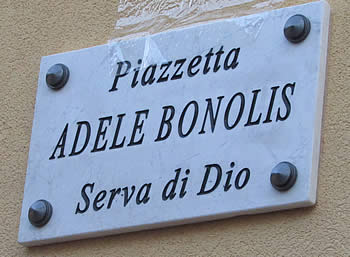 Piazzetta
ADELE BONOLIS
Serva di Dio